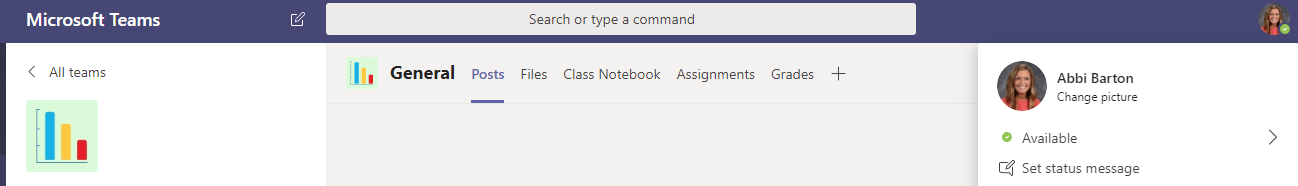 Microsoft Teams
Search or type a command
All teams
General Posts Files Class Notebook Assignments Grades
Abbi Barton
Change picture
Available
Set status message